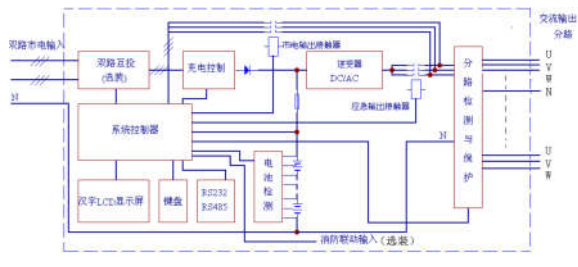 交流输出
分路
双路市电输入
双路互投
(选装)
充电控制
市电输出接触器
逆变器
DC/AC
应急输出接触器
分路检测与保护
U
V
W
N
N
N
系统控制器
电池检测
汉字LCD显示屏
键盘
RS232
RS485
U
V
W
消防联动输入(选装)